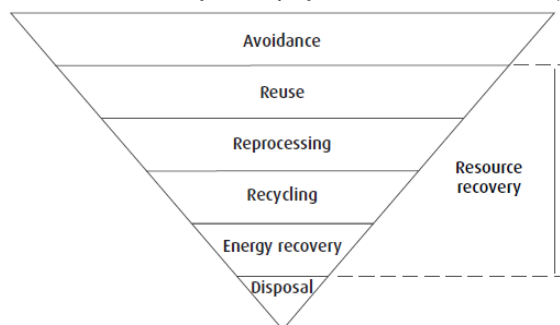 Avoidance
Reuse
Reprocessing
Resource
recovery
Recycling
Energy recovery
Disposal